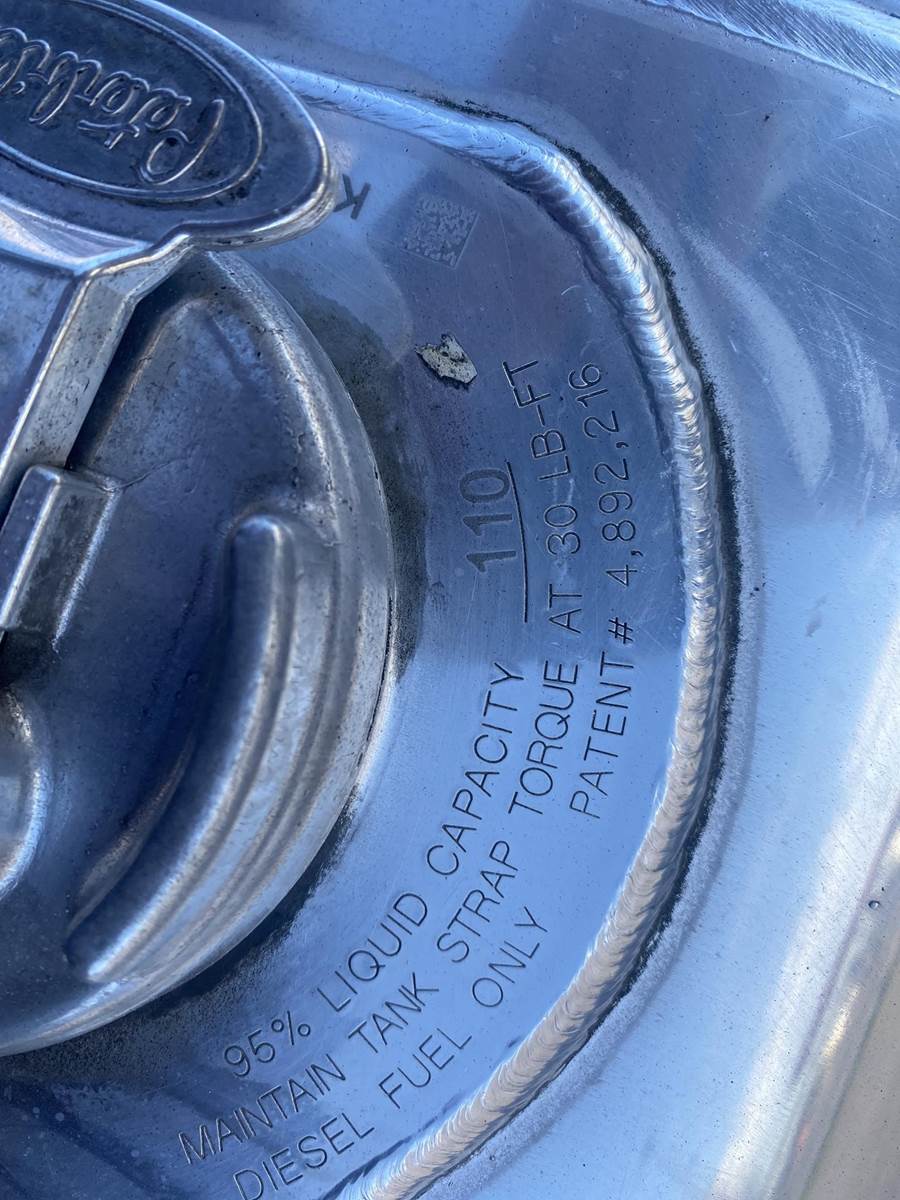 K
95% LIQUID CAPACITY 110
MAINTAIN TANK STRAP TORQUE AT 30 LB-FT
DIESEL FUEL ONLY PATENT# 4,892,216